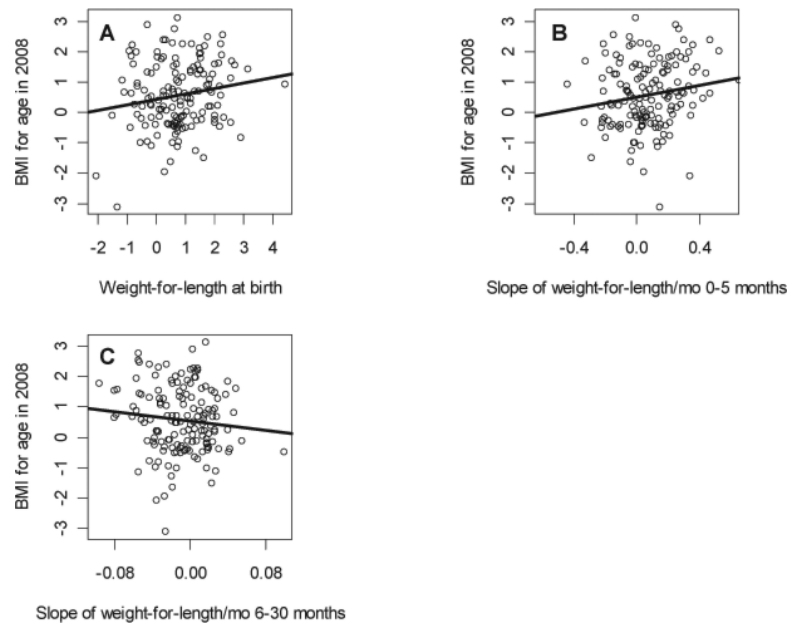 A
BMI for age in 2008
3
2
1
0
-1
-2
-3
-2 -1 0 1 2 3 4
Weight-for-length at birth
B
BMI for age in 2008
3
2
1
0
-1
-2
-3
-0.4 0.0 0.4
Slope of weight-for-length/mo 0-5 months
C
BMI for age in 2008
3
2
1
0
-1
-2
-3
-0.08 0.00 0.08
Slope of weight-for-length/mo 6-30 months